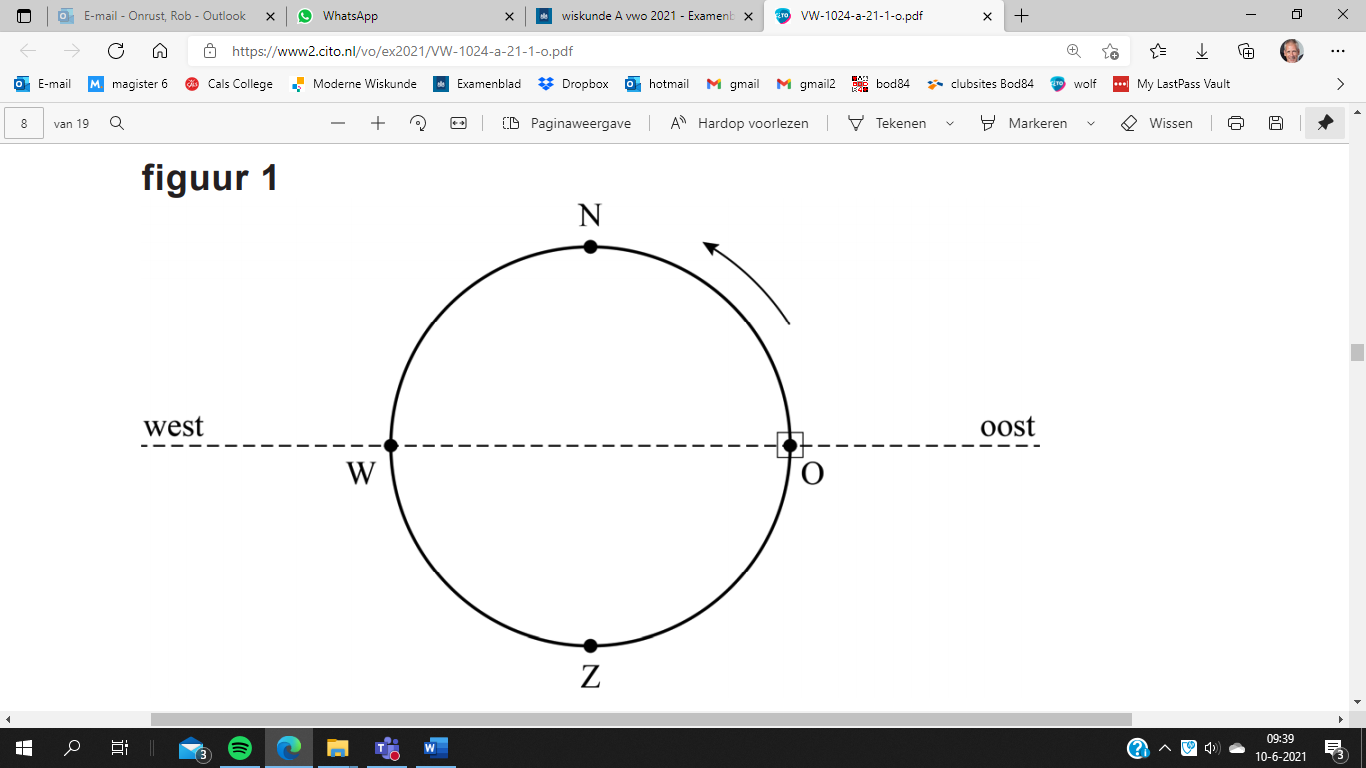 E-mail - Onrust, Rob - Outlook
WhatsApp
wiskunde A vwo 2021 - Examenb
VW-1024-a-21-1-o.pdf
https://www2.cito.nl/vo/ex2021/VW-1024-a-21-1-o.pdf
E-mail
magister 6
Cals College
Moderne Wiskunde
Examenblad
Dropbox
hotmail
gmail
gmail2
bod84
clubsites Bod84
wolf
My LastPass Vault
8 van 19
Paginaweergave
Hardop voorlezen
Tekenen
Markeren
Wissen
figuur 1
N
west
oost
W
O
Z
3
09:39
10-6-2021
3